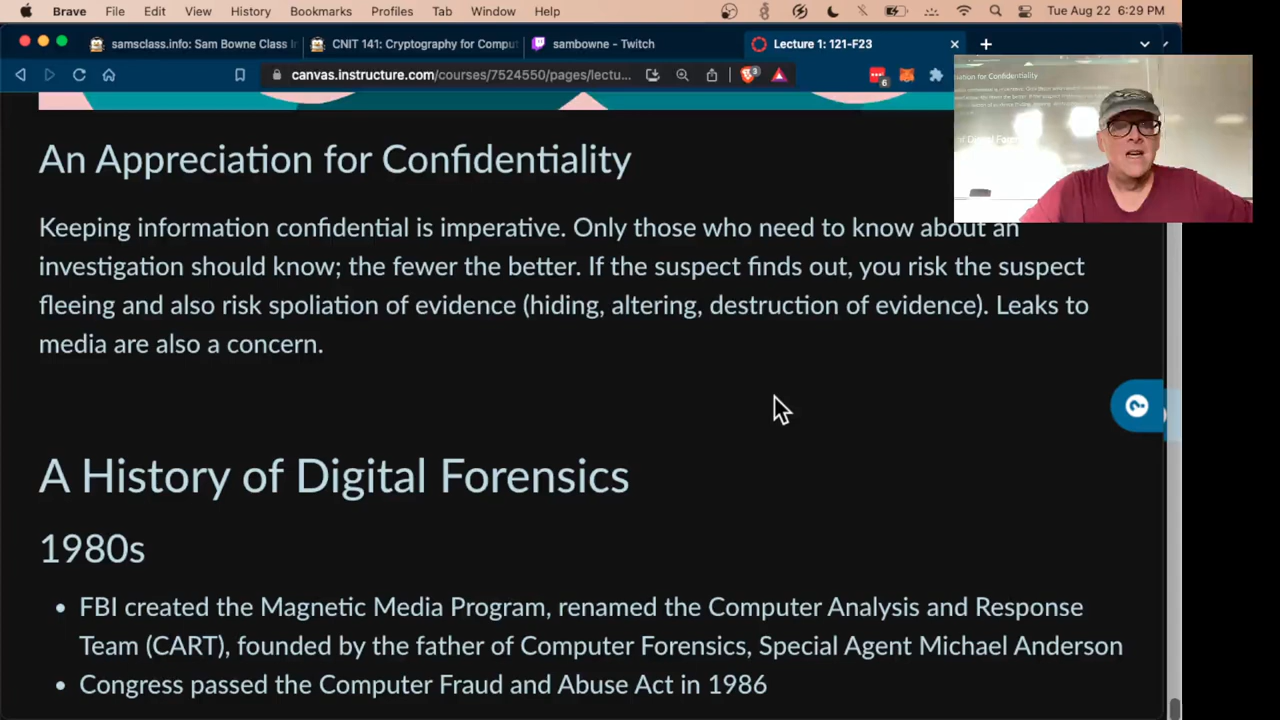 Brave File Edit View History Bookmarks Profiles Tab Window Help Tue Aug 22 6:29 PM
samsclass.info: Sam Bowne Class I CNIT 141: Cryptography for Comput sambowne - Twitch Lecture 1: 121-F23
canvas.instructure.com/courses/7524550/pages/lectu... 3 6
An Appreciation for Confidentiality
Keeping information confidential is imperative. Only those who need to know about an
investigation should know; the fewer the better. If the suspect finds out, you risk the suspect
fleeing and also risk spoliation of evidence (hiding, altering, destruction of evidence). Leaks to
media are also a concern.
A History of Digital Forensics
1980s
• FBI created the Magnetic Media Program, renamed the Computer Analysis and Response
Team (CART), founded by the father of Computer Forensics, Special Agent Michael Anderson
• Congress passed the Computer Fraud and Abuse Act in 1986